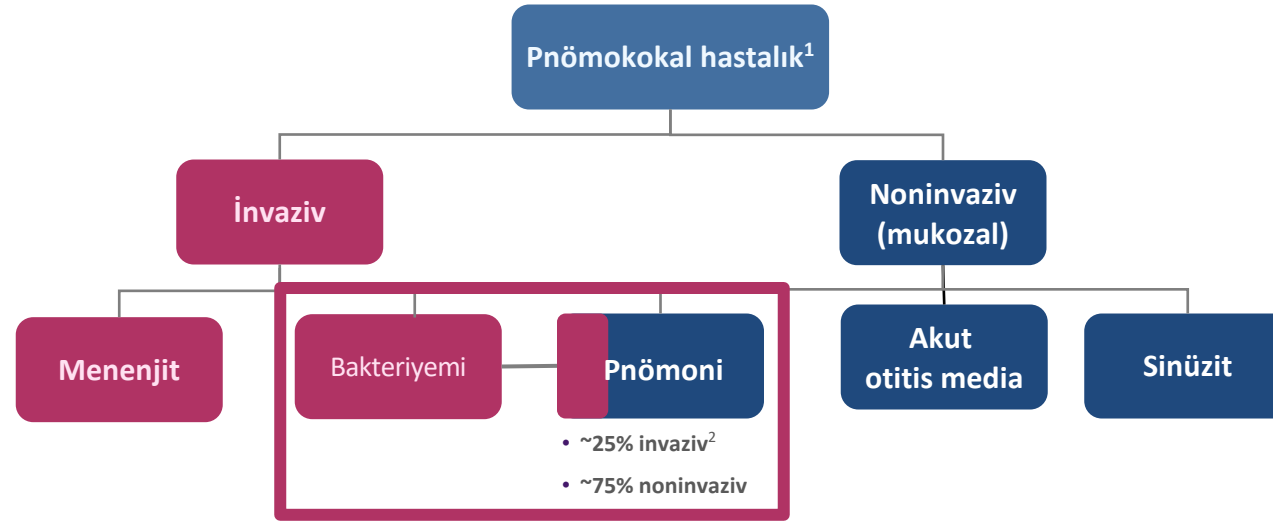 Pnömokokal hastalık¹
İnvaziv
Noninvaziv
(mukozal)
Menenjit
Bakteriyemi
Pnömoni
Akut
otitis media
Sinüzit
• ~25% invaziv²
• ~75% noninvaziv